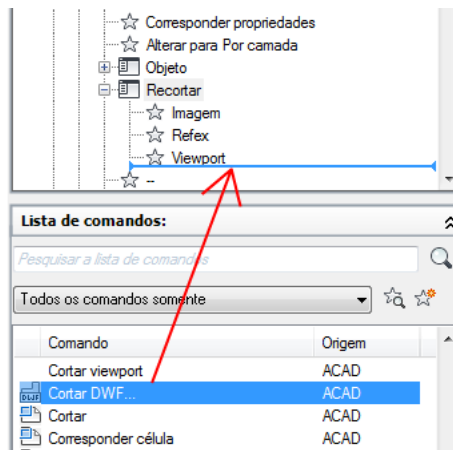 Corresponder propriedades
Alterar para Por camada
Objeto
Recortar
Imagem
Refex
Viewport
--
Lista de comandos:
Pesquisar a lista de comandos
Todos os comandos somente
Comando Origem
Cortar viewport ACAD
DWF Cortar DWF... ACAD
Cortar ACAD
Corresponder célula ACAD